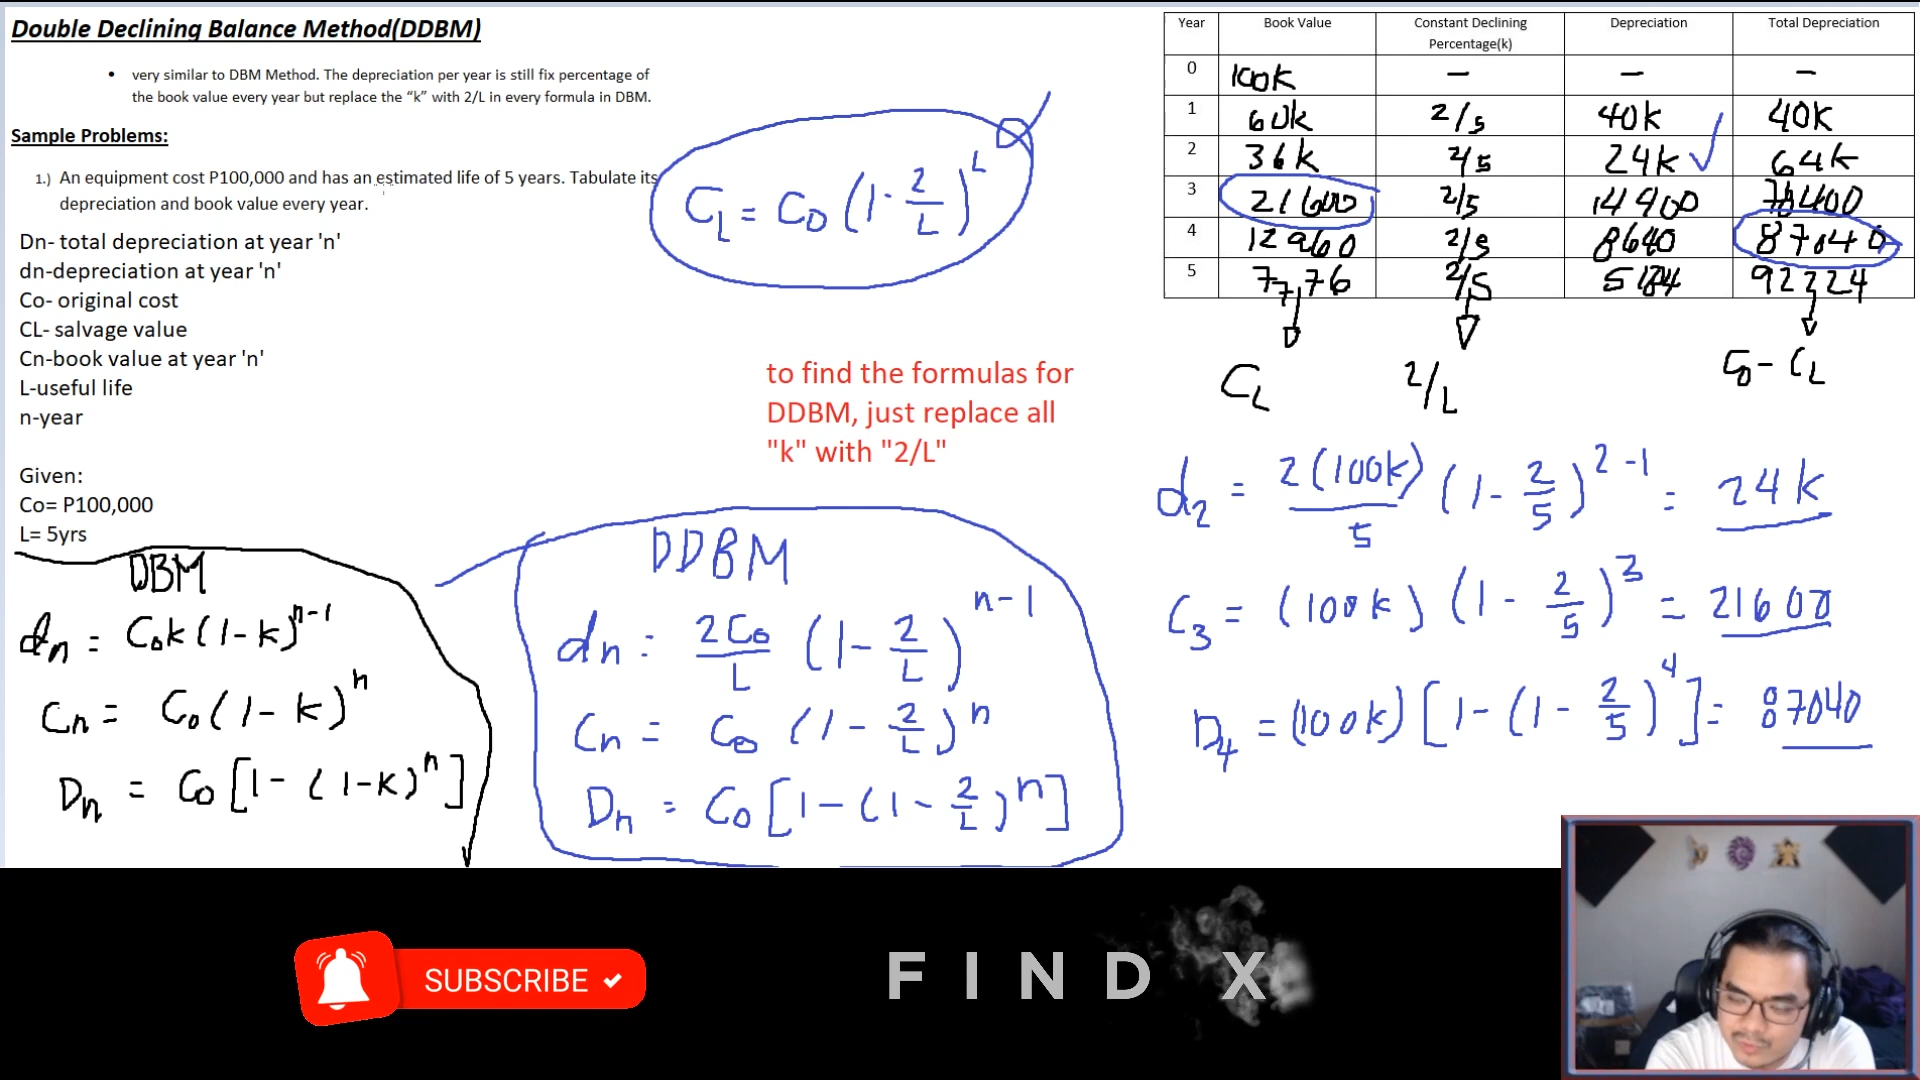 Double Declining Balance Method(DDBM)
• very similar to DBM Method. The depreciation per year is still fix percentage of
the book value every year but replace the “k” with 2/L in every formula in DBM.
Sample Problems:
1.) An equipment cost P100,000 and has an estimated life of 5 years. Tabulate its
depreciation and book value every year.
Dn- total depreciation at year 'n'
dn-depreciation at year 'n'
Co- original cost
CL- salvage value
Cn-book value at year 'n'
L-useful life
n-year
Given:
Co= P100,000
L= 5yrs
DBM
dn = Cok(1-k)^n-1
Cn = Co(1-k)^n
Dn = Co[1-(1-k)^n]
CL = Co(1-2/L)^L
to find the formulas for
DDBM, just replace all
"k" with "2/L"
DDBM
dn = 2Co/L (1-2/L)^n-1
Cn = Co (1-2/L)^n
Dn = Co[1-(1-2/L)^n]
Year Book Value Constant Declining Percentage(k) Depreciation Total Depreciation
0 100k - - -
1 60k 2/5 40k 40k
2 36k 2/5 24k 64k
3 21600 2/5 14400 78400
4 12960 2/5 8640 87040
5 7776 2/5 5184 92224
CL 2/L Co-CL
d2 = 2(100k)/5 (1-2/5)^2-1 = 24k
C3 = (100k)(1-2/5)^3 = 21600
D4 = (100k)[1-(1-2/5)^4] = 87040
SUBSCRIBE
FIND X